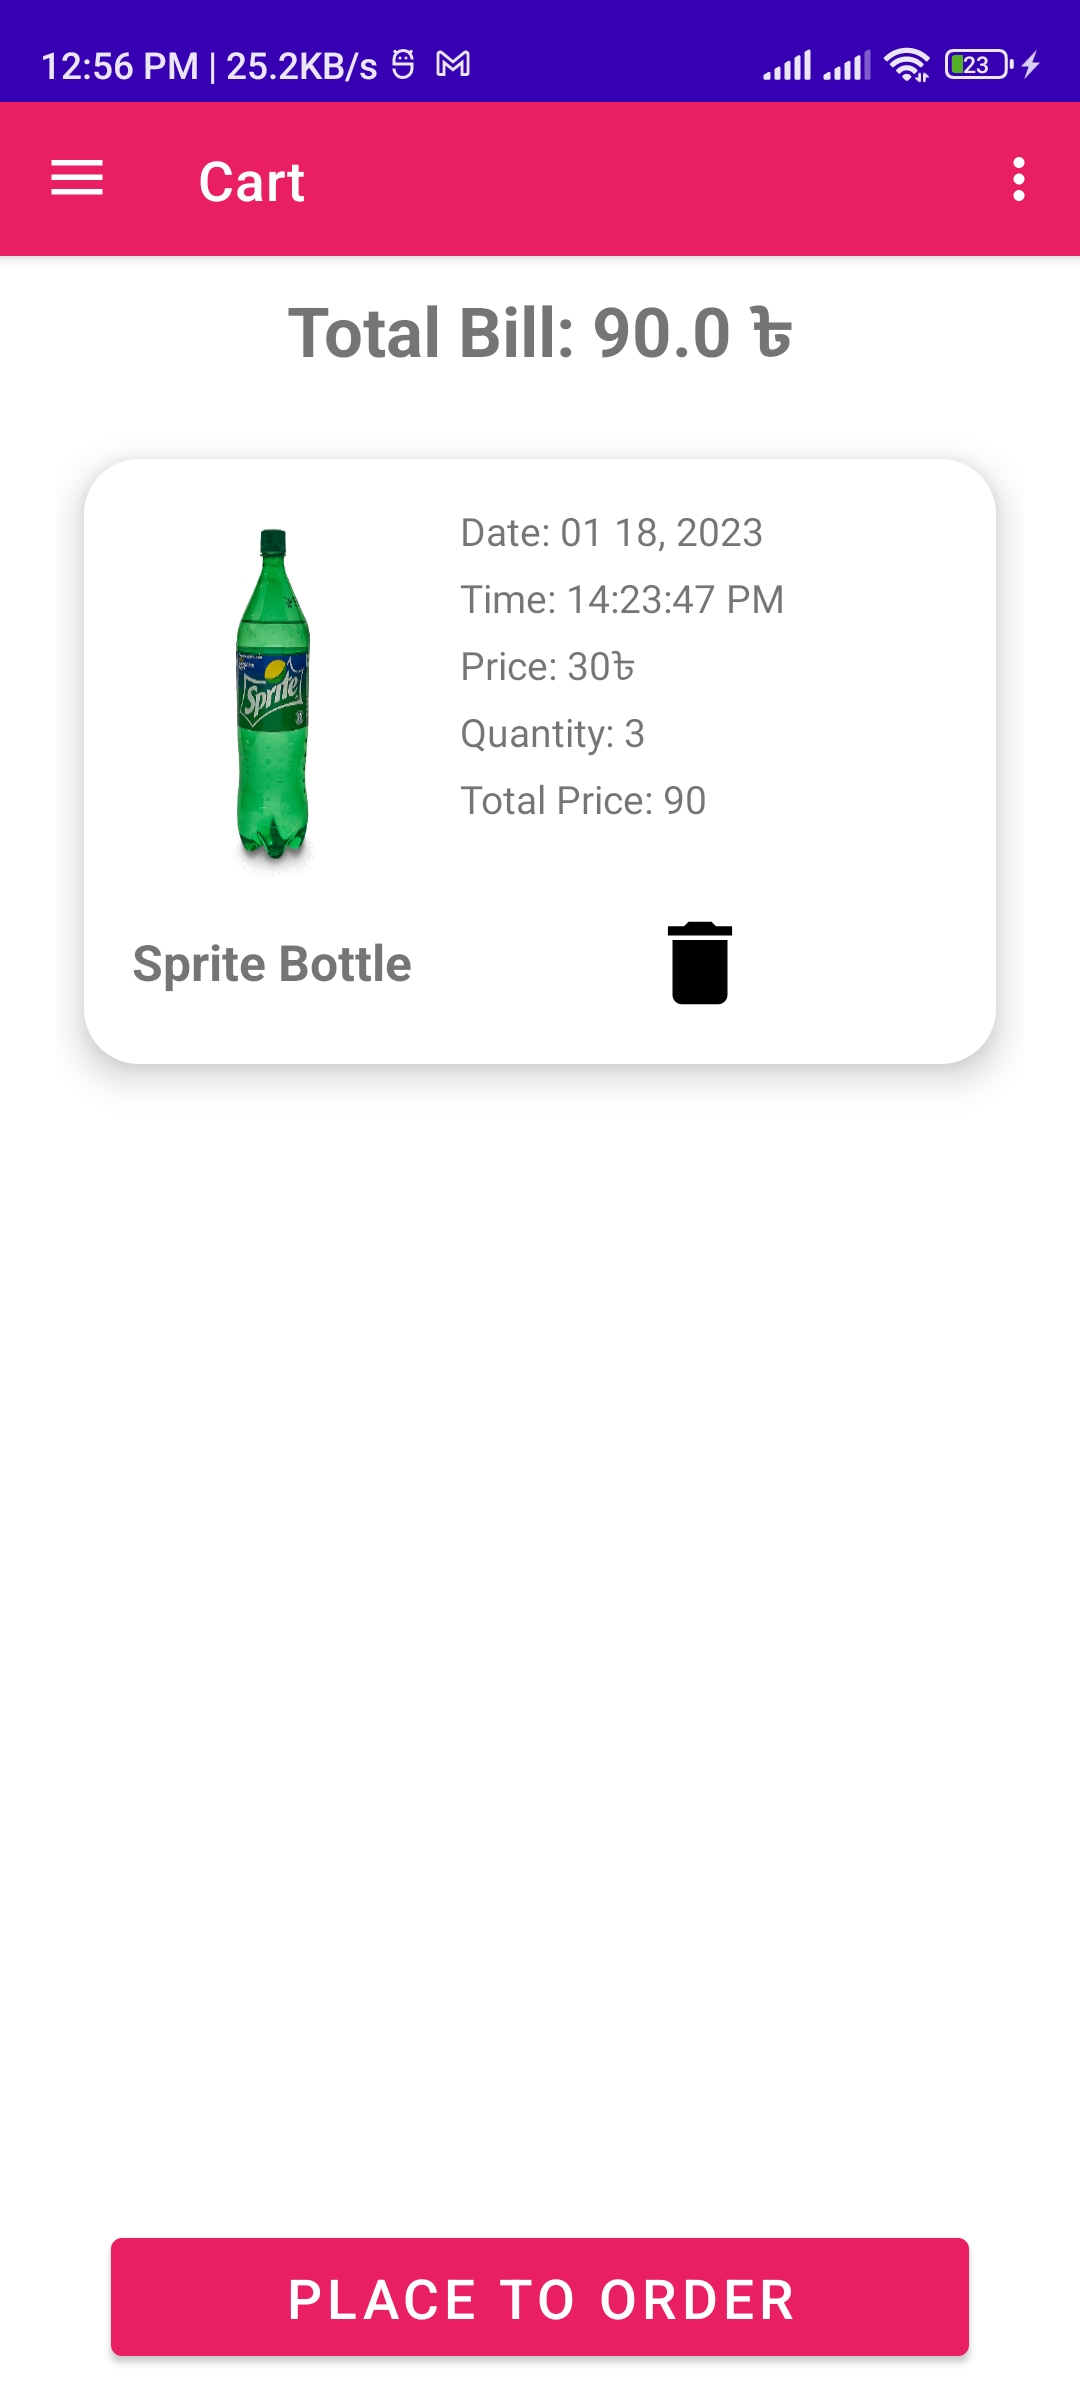 12:56 PM | 25.2KB/s 23
Cart
Total Bill: 90.0 ৳
Date: 01 18, 2023
Time: 14:23:47 PM
Price: 30৳
Quantity: 3
Total Price: 90
Sprite
Sprite Bottle
PLACE TO ORDER